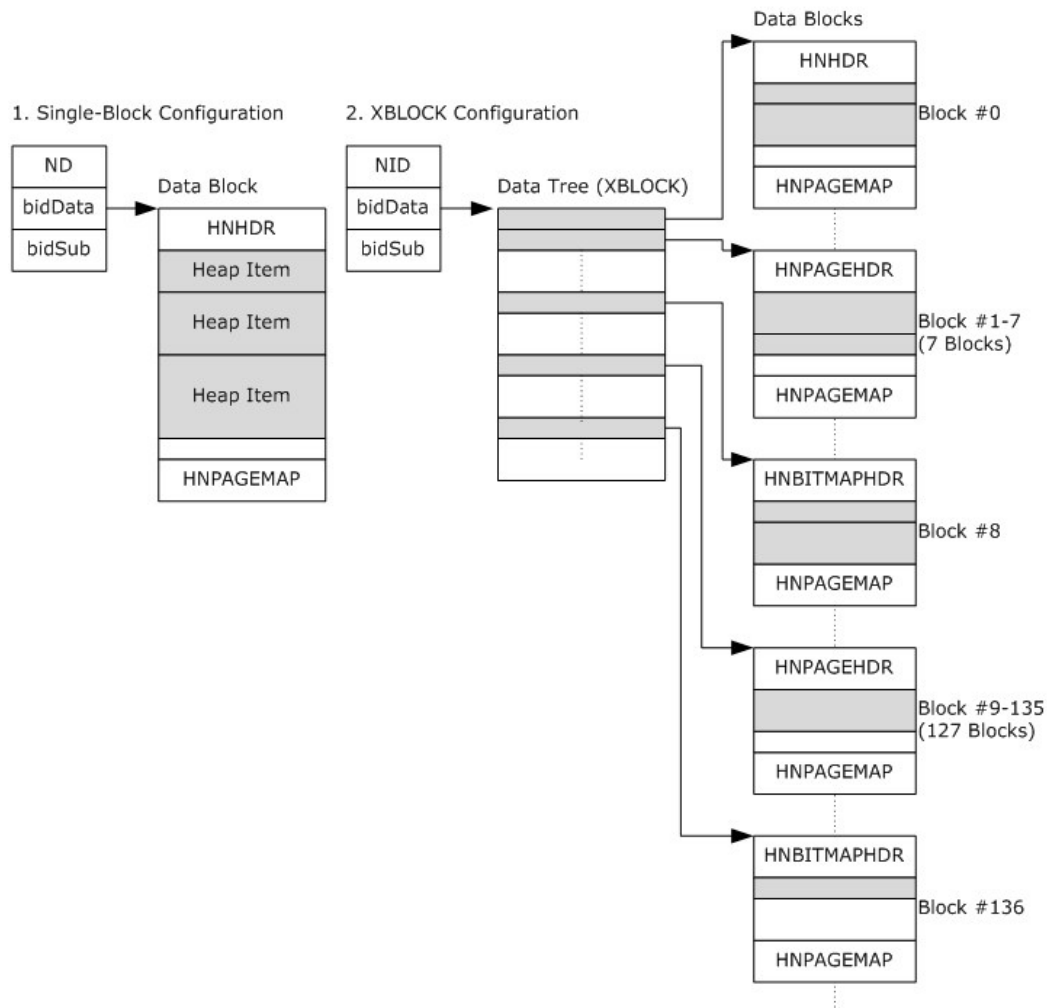 Data Blocks
HNHDR
Block #0
HNPAGEMAP
1. Single-Block Configuration
ND
bidData
bidSub
Data Block
HNHDR
Heap Item
Heap Item
Heap Item
HNPAGEMAP
2. XBLOCK Configuration
NID
bidData
bidSub
Data Tree (XBLOCK)
HNPAGEHDR
Block #1-7
(7 Blocks)
HNPAGEMAP
HNBITMAPHDR
Block #8
HNPAGEMAP
HNPAGEHDR
Block #9-135
(127 Blocks)
HNPAGEMAP
HNBITMAPHDR
Block #136
HNPAGEMAP